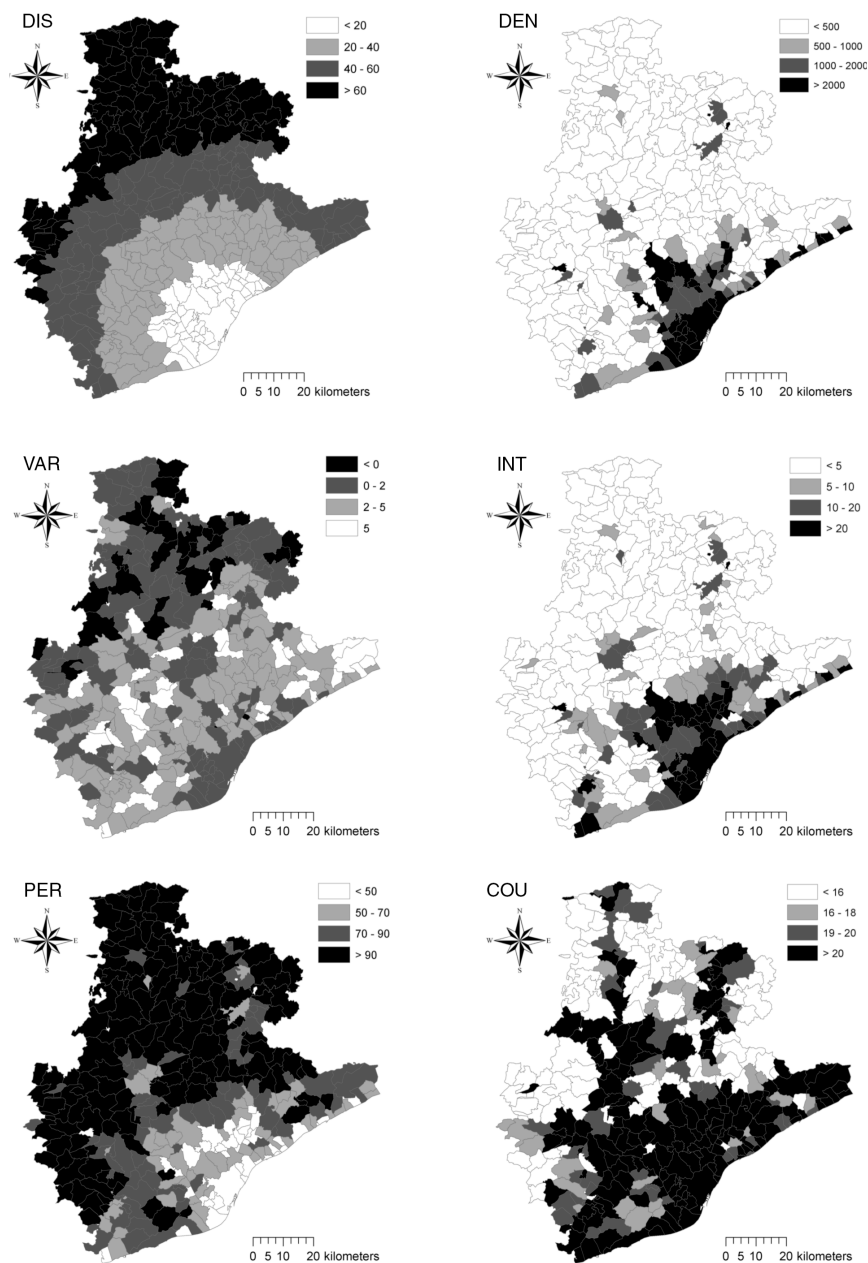 DIS
< 20
20 - 40
40 - 60
> 60
N
E
S
0 5 10 20 kilometers
DEN
< 500
500 - 1000
1000 - 2000
> 2000
N
W E
S
0 5 10 20 kilometers
VAR
< 0
0 - 2
2 - 5
5
N
W E
S
0 5 10 20 kilometers
INT
< 5
5 - 10
10 - 20
> 20
N
W E
S
0 5 10 20 kilometers
PER
< 50
50 - 70
70 - 90
> 90
N
W E
S
0 5 10 20 kilometers
COU
< 16
16 - 18
19 - 20
> 20
N
W E
S
0 5 10 20 kilometers